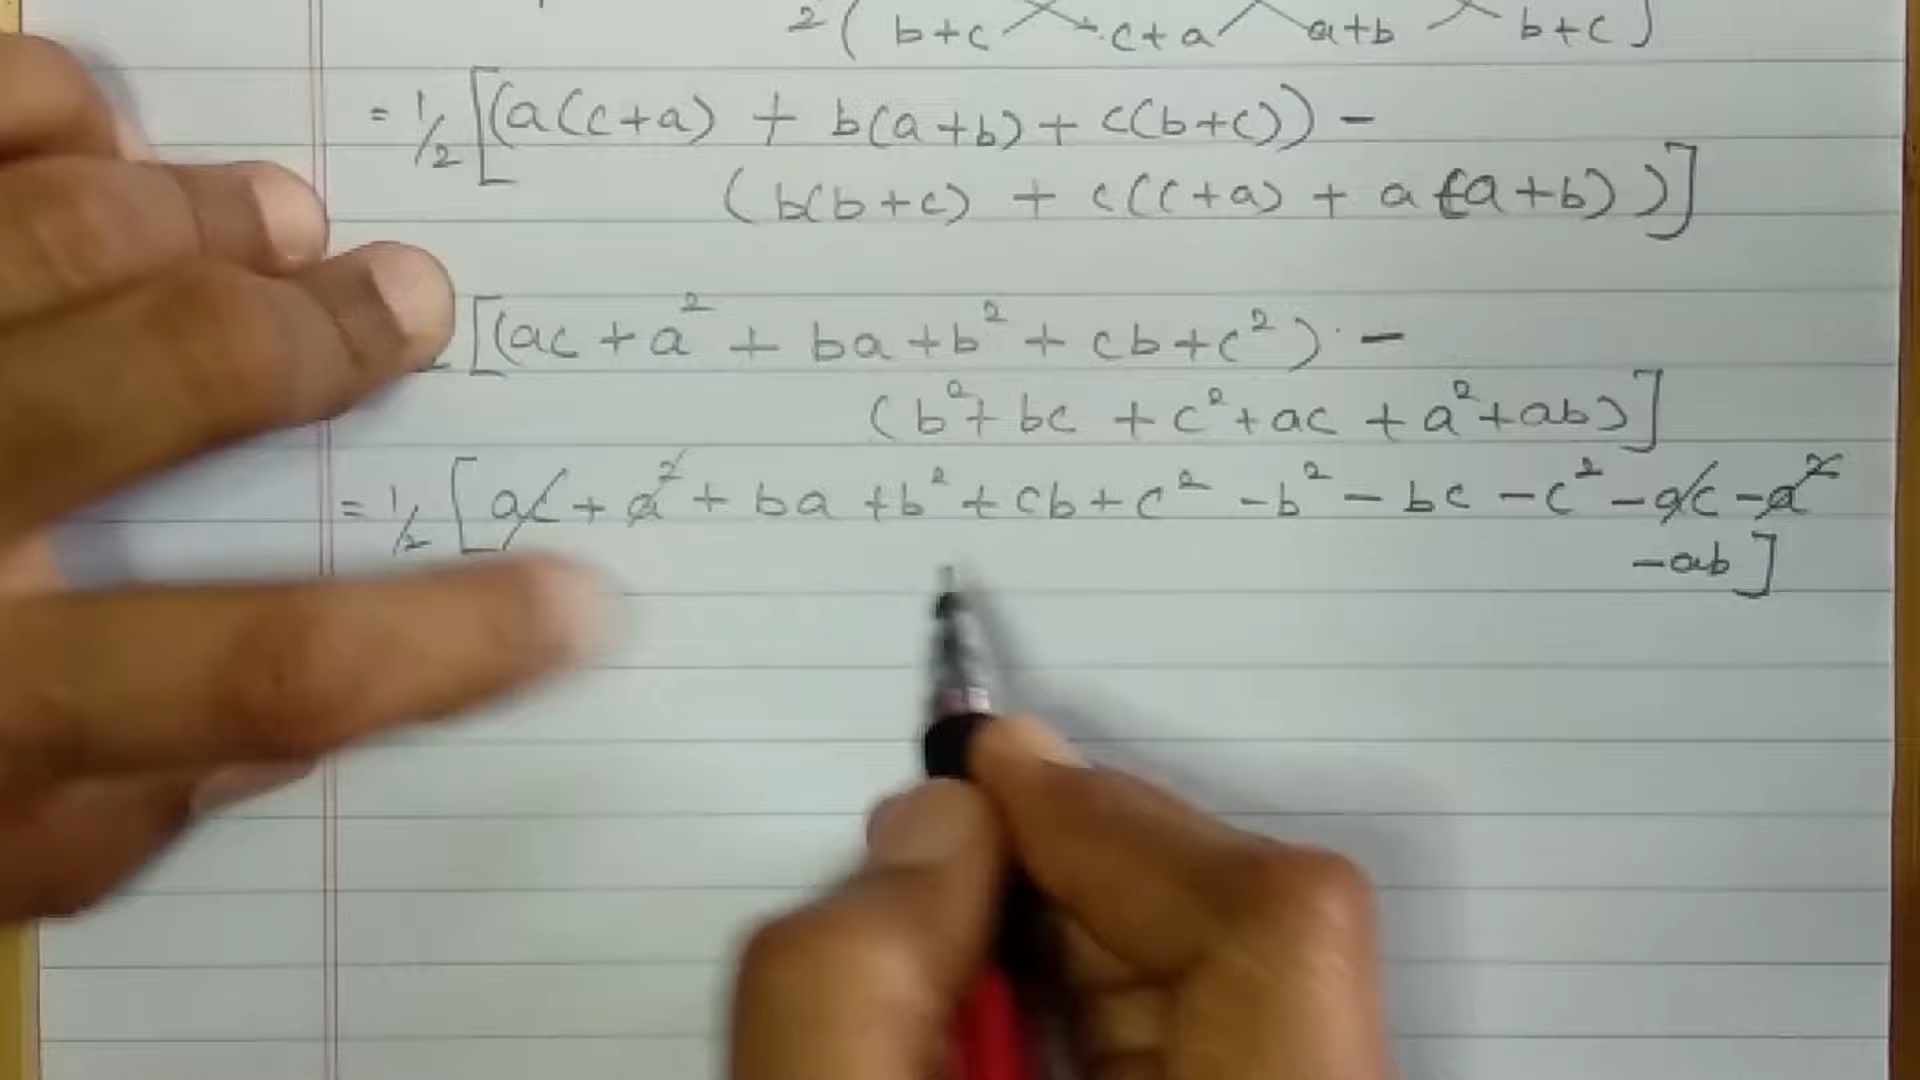 2( b+c c+a a+b b+c )
= 1/2 [(a(c+a) + b(a+b) + c(b+c)) -
(b(b+c) + c(c+a) + a(a+b))]
2 [(ac + a² + ba + b² + cb + c²) -
(b² + bc + c² + ac + a² + ab)]
= 1/2 [ac + a² + ba + b² + cb + c² - b² - bc - c² - ac - a²
- ab]